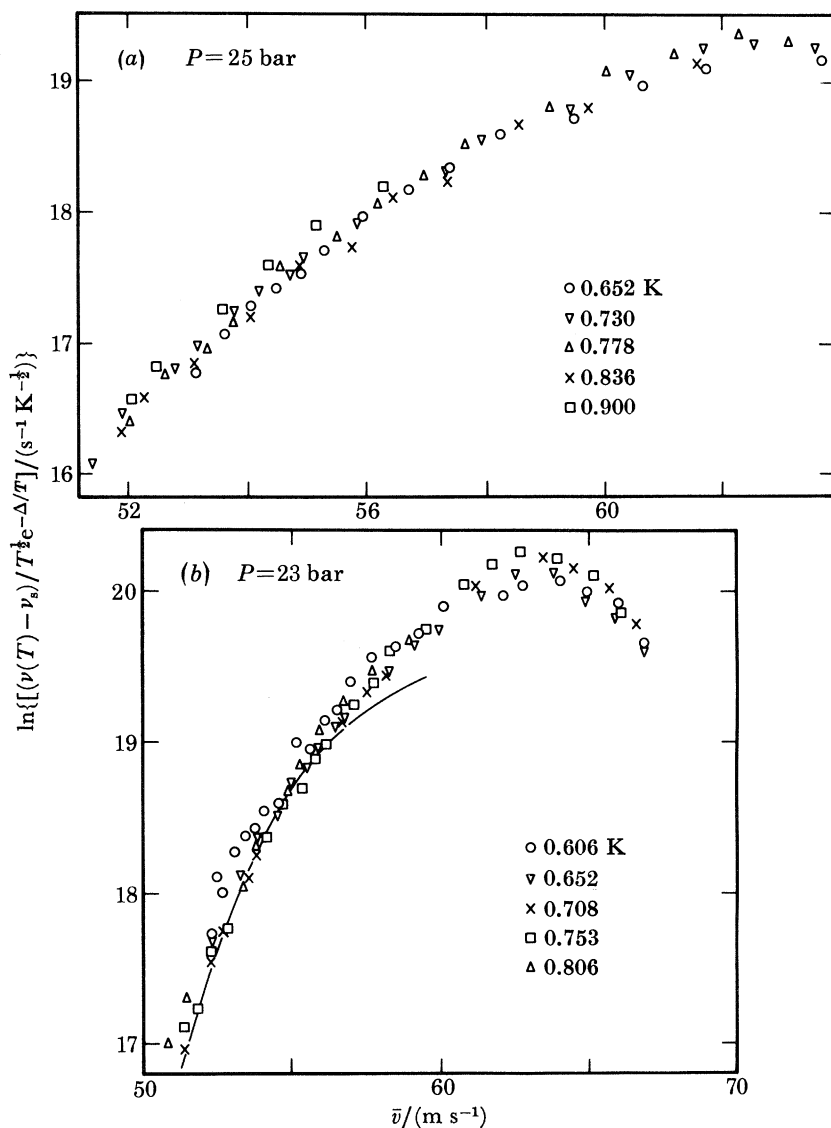 (a) P=25 bar
19
18
17
16
○ 0.652 K
▽ 0.730
△ 0.778
× 0.836
□ 0.900
52 56 60
ln{[(ν(T) − νₛ)/T^½e^−Δ/T]/(s⁻¹ K^−½)}
(b) P=23 bar
20
19
18
17
○ 0.606 K
▽ 0.652
× 0.708
□ 0.753
△ 0.806
50 60 70
v̄/(m s⁻¹)